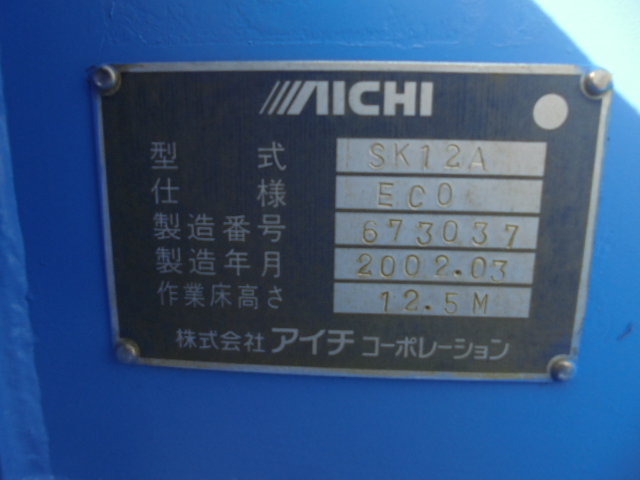 AICHI
型式 SK12A
仕様 ECO
製造番号 673037
製造年月 2002.03
作業床高さ 12.5M
株式会社 アイチ コーポレーション